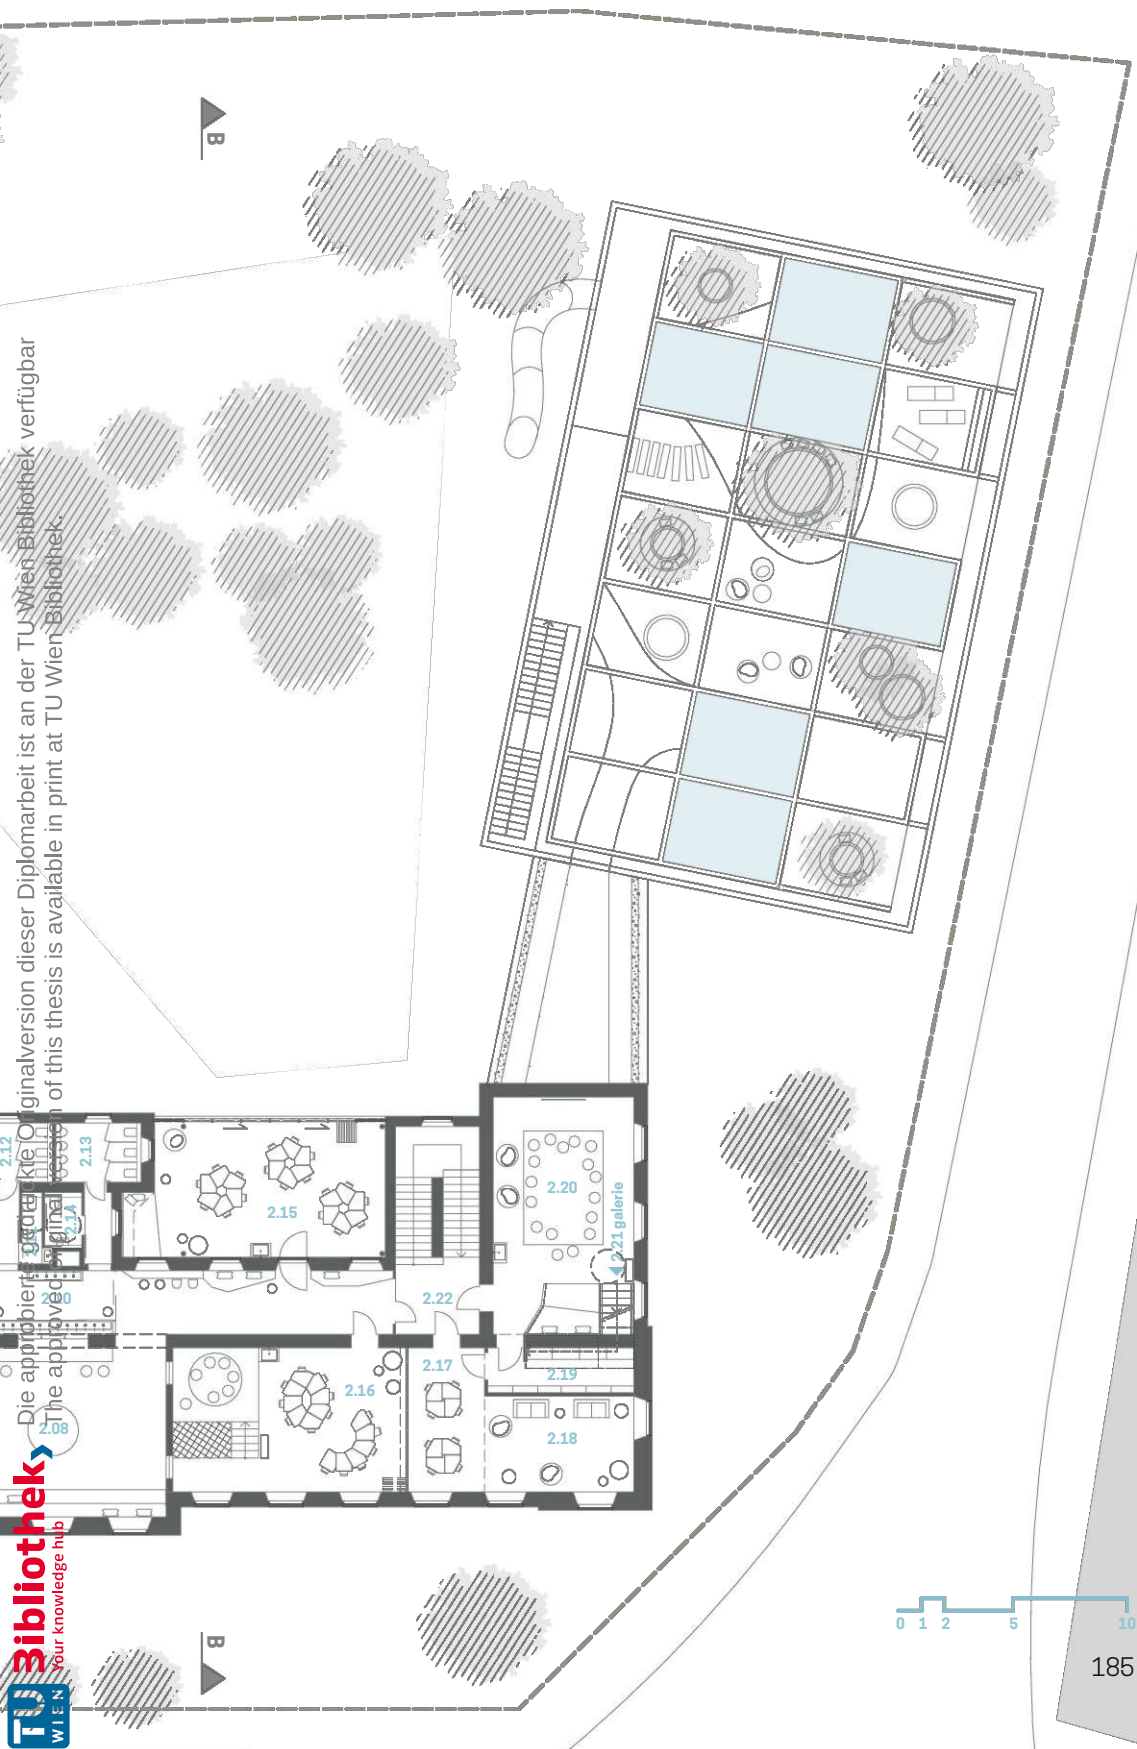 B
2.12
2.13
2.14
2.15
2.20
2.21 galerie
2.22
2.17
2.16
2.19
2.18
2.08
B
0 1 2 5 10
185
Die approbierte gedruckte Originalversion dieser Diplomarbeit ist an der TU Wien Bibliothek verfügbar
The approved original version of this thesis is available in print at TU Wien Bibliothek.
TU WIEN
Bibliothek
Your knowledge hub